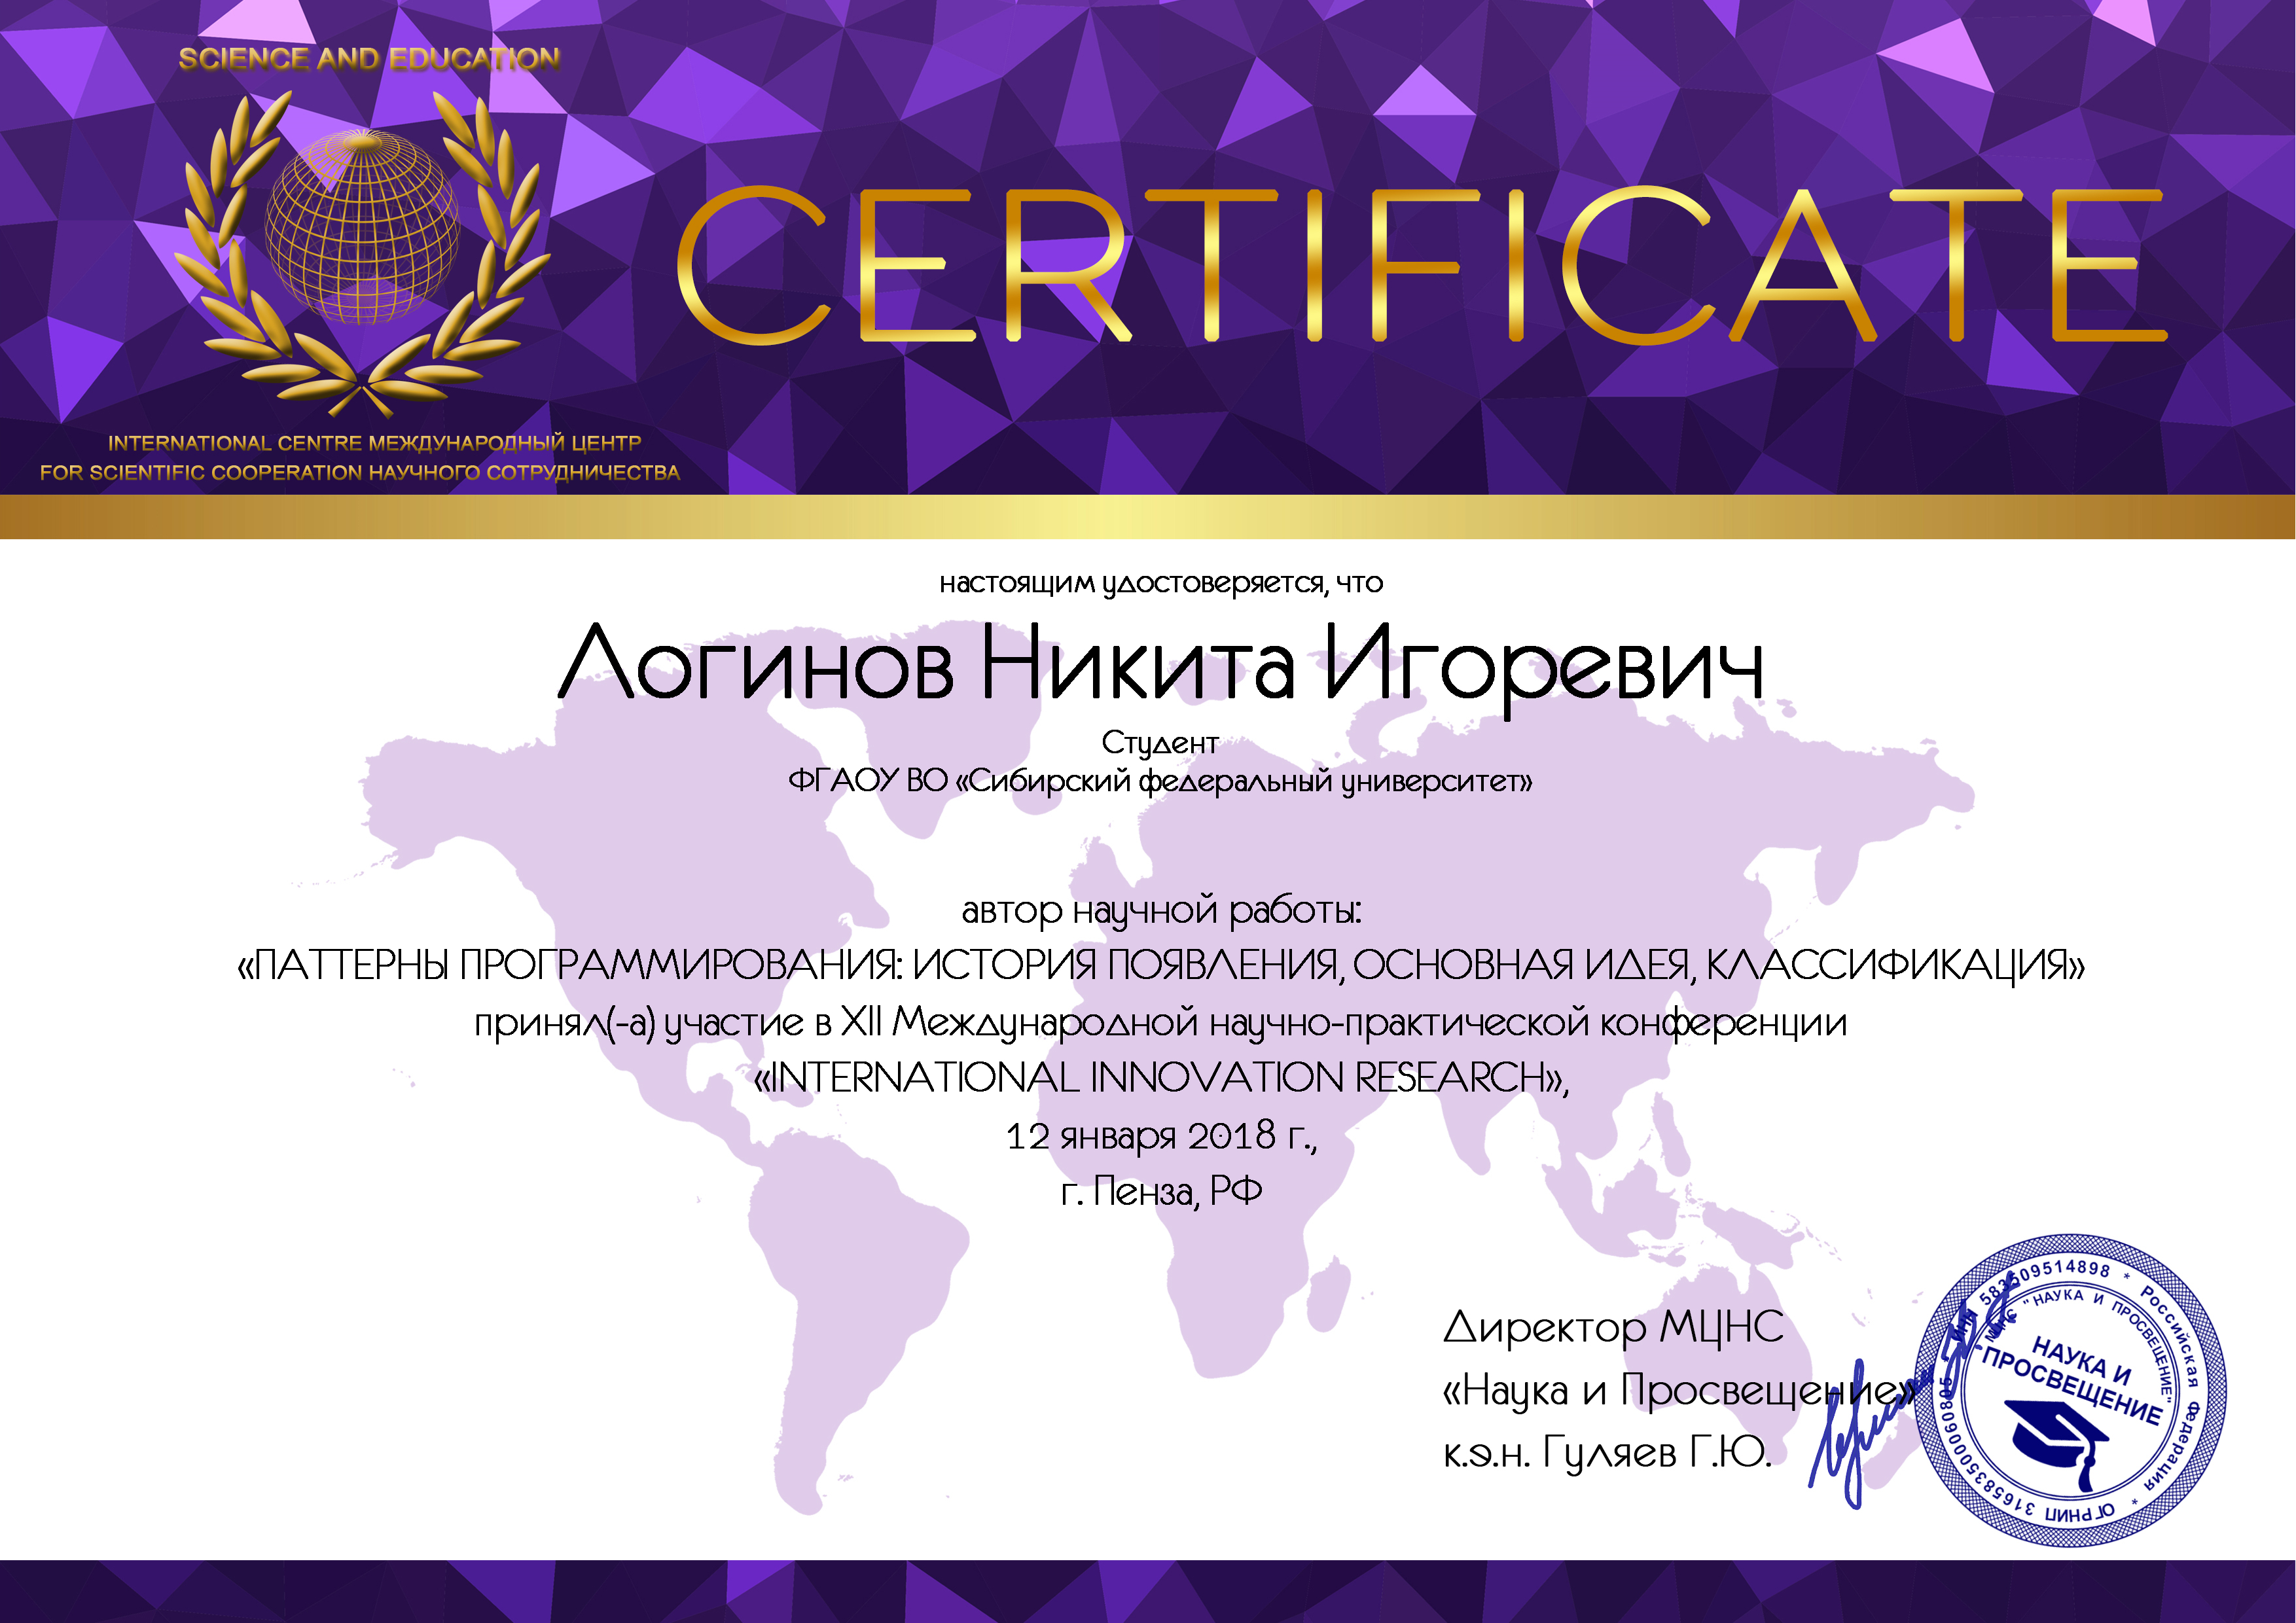 SCIENCE AND EDUCATION
CERTIFICATE
INTERNATIONAL CENTRE МЕЖДУНАРОДНЫЙ ЦЕНТР
FOR SCIENTIFIC COOPERATION НАУЧНОГО СОТРУДНИЧЕСТВА
настоящим удостоверяется, что
Логинов Никита Игоревич
Студент
ФГАОУ ВО «Сибирский федеральный университет»
автор научной работы:
«ПАТТЕРНЫ ПРОГРАММИРОВАНИЯ: ИСТОРИЯ ПОЯВЛЕНИЯ, ОСНОВНАЯ ИДЕЯ, КЛАССИФИКАЦИЯ»
принял(-а) участие в XII Международной научно-практической конференции
«INTERNATIONAL INNOVATION RESEARCH»,
12 января 2018 г.,
г. Пенза, РФ
Директор МЦНС
«Наука и Просвещение»
к.э.н. Гуляев Г.Ю.
ИНН 583509514898 * Российская Федерация * ОГРНИП 316583500060805
МЦНС "НАУКА И ПРОСВЕЩЕНИЕ"
НАУКА И
ПРОСВЕЩЕНИЕ